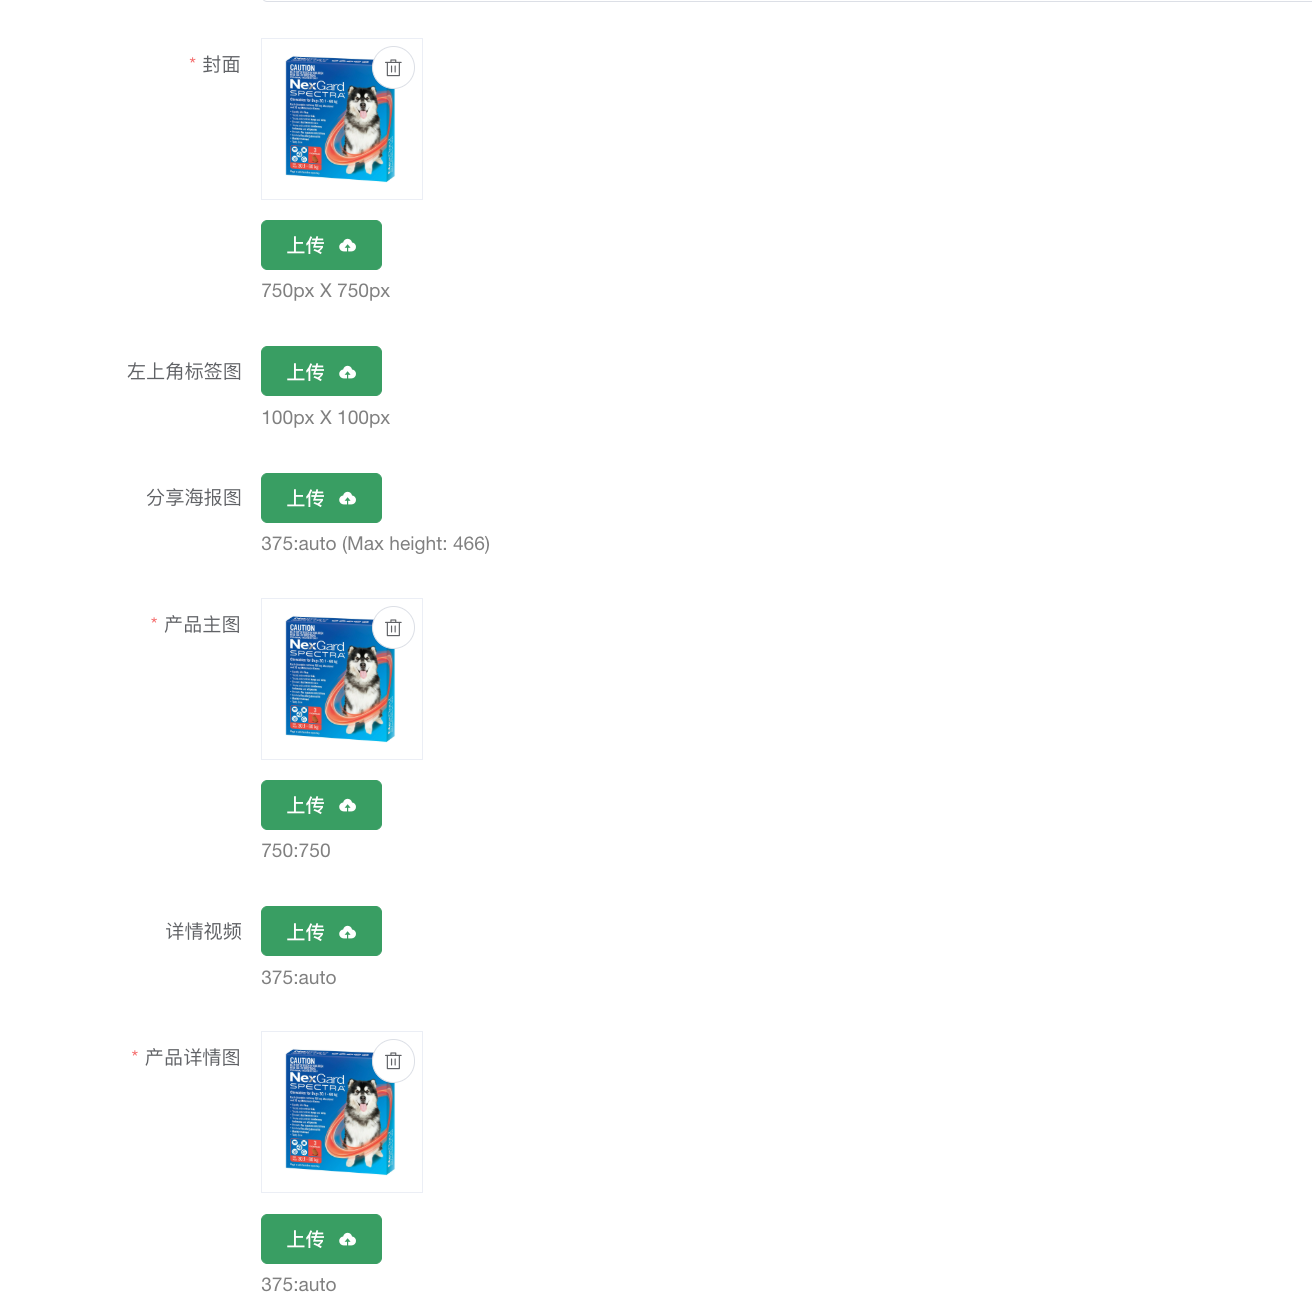 * 封面
CAUTION
NexGard
SPECTRA
上传
750px X 750px
左上角标签图
上传
100px X 100px
分享海报图
上传
375:auto (Max height: 466)
* 产品主图
CAUTION
NexGard
SPECTRA
上传
750:750
详情视频
上传
375:auto
* 产品详情图
CAUTION
NexGard
SPECTRA
上传
375:auto